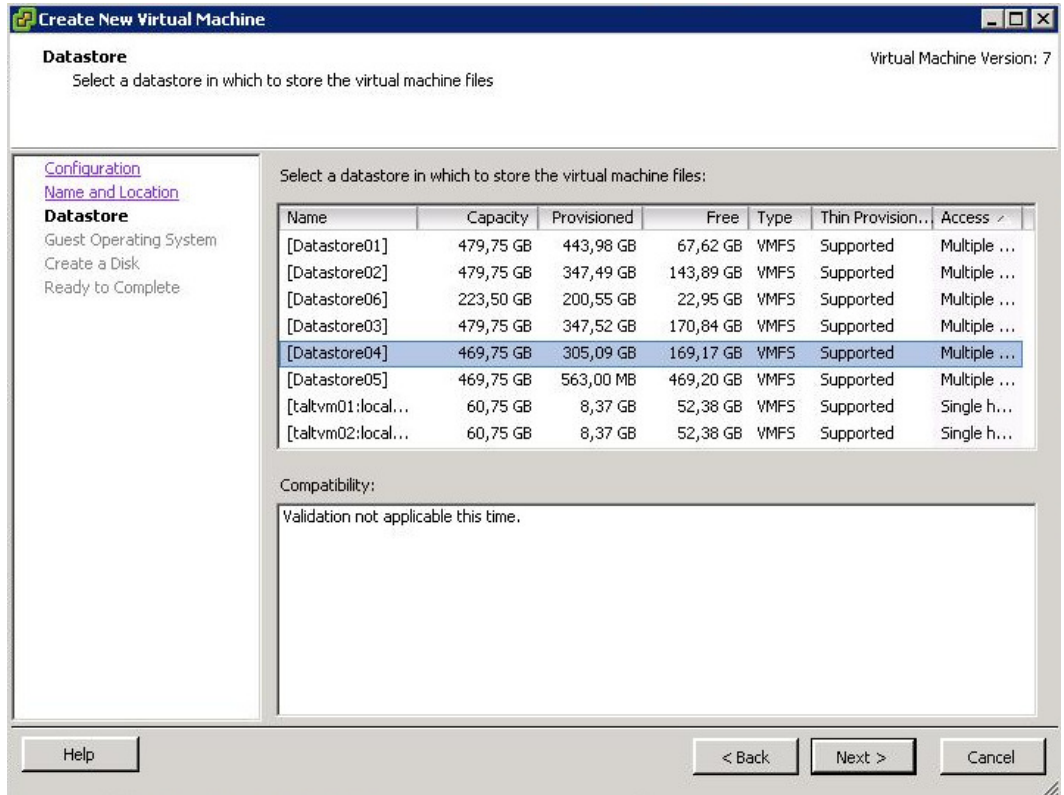 Create New Virtual Machine
Datastore
Virtual Machine Version: 7
Select a datastore in which to store the virtual machine files
Configuration
Name and Location
Datastore
Guest Operating System
Create a Disk
Ready to Complete
Select a datastore in which to store the virtual machine files:
Name Capacity Provisioned Free Type Thin Provision... Access
[Datastore01] 479,75 GB 443,98 GB 67,62 GB VMFS Supported Multiple ...
[Datastore02] 479,75 GB 347,49 GB 143,89 GB VMFS Supported Multiple ...
[Datastore06] 223,50 GB 200,55 GB 22,95 GB VMFS Supported Multiple ...
[Datastore03] 479,75 GB 347,52 GB 170,84 GB VMFS Supported Multiple ...
[Datastore04] 469,75 GB 305,09 GB 169,17 GB VMFS Supported Multiple ...
[Datastore05] 469,75 GB 563,00 MB 469,20 GB VMFS Supported Multiple ...
[taltvm01:local... 60,75 GB 8,37 GB 52,38 GB VMFS Supported Single h...
[taltvm02:local... 60,75 GB 8,37 GB 52,38 GB VMFS Supported Single h...
Compatibility:
Validation not applicable this time.
Help
< Back
Next >
Cancel